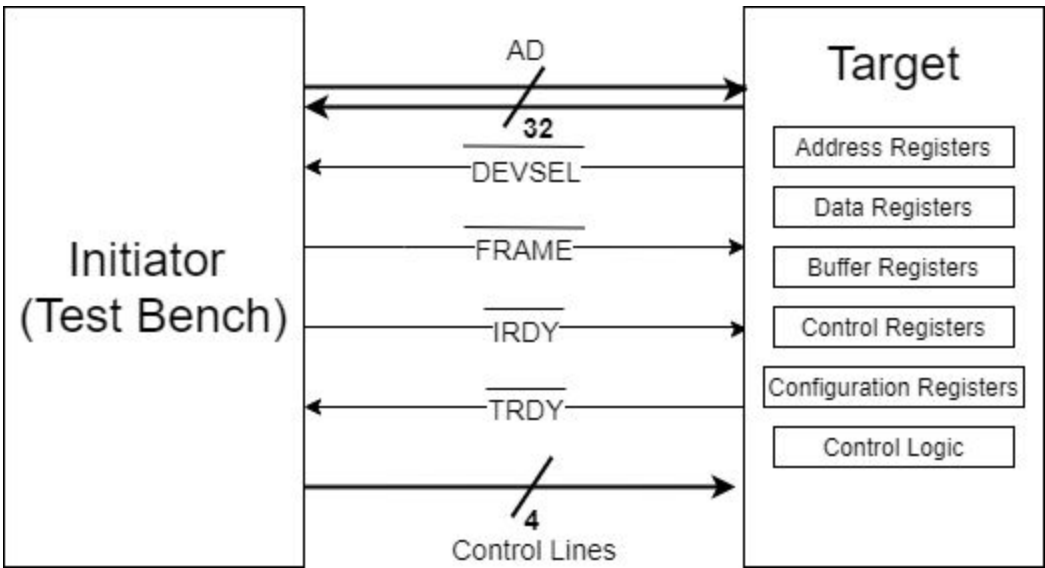 Initiator
(Test Bench)
AD
32
DEVSEL
FRAME
IRDY
TRDY
4
Control Lines
Target
Address Registers
Data Registers
Buffer Registers
Control Registers
Configuration Registers
Control Logic